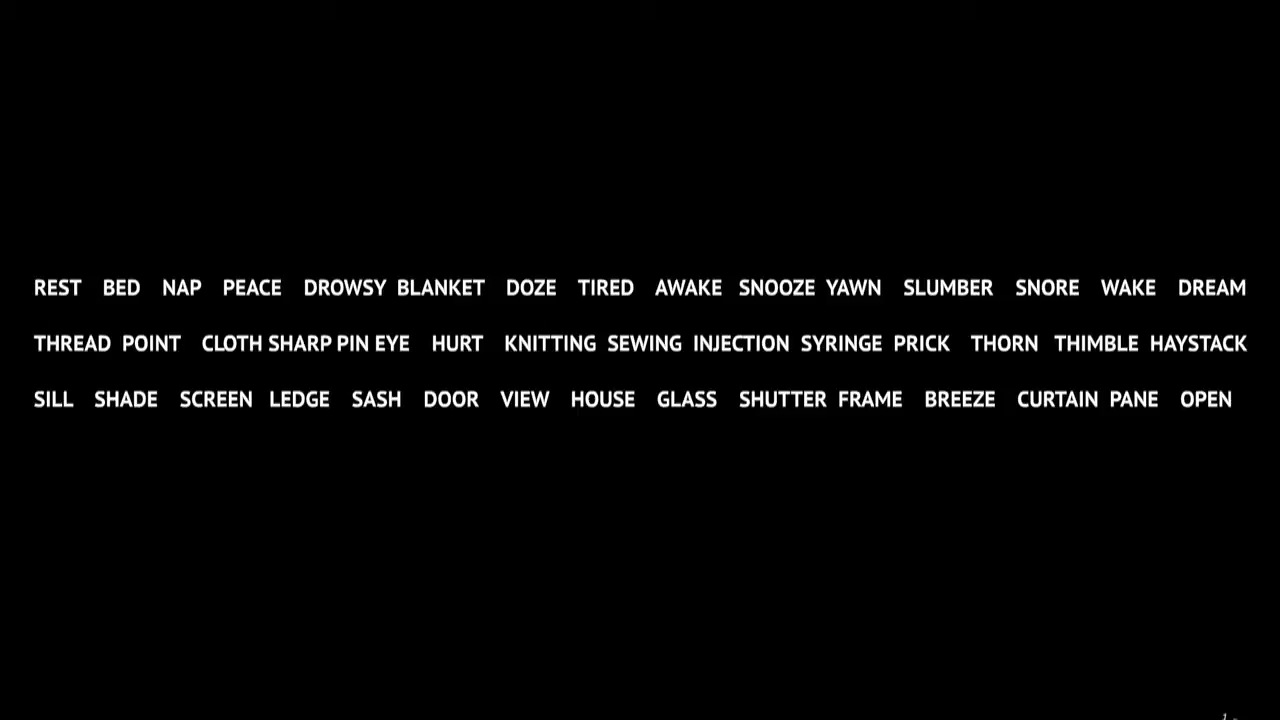 REST BED NAP PEACE DROWSY BLANKET DOZE TIRED AWAKE SNOOZE YAWN SLUMBER SNORE WAKE DREAM
THREAD POINT CLOTH SHARP PIN EYE HURT KNITTING SEWING INJECTION SYRINGE PRICK THORN THIMBLE HAYSTACK
SILL SHADE SCREEN LEDGE SASH DOOR VIEW HOUSE GLASS SHUTTER FRAME BREEZE CURTAIN PANE OPEN